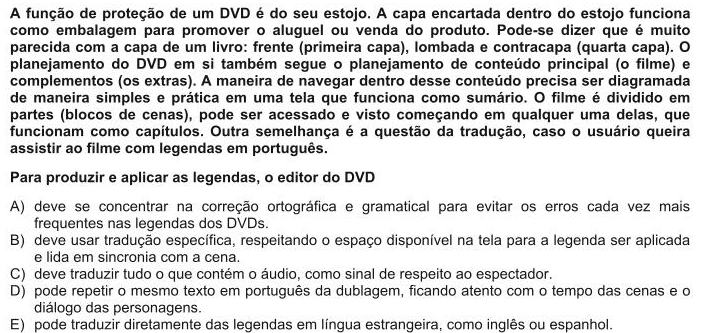 A função de proteção de um DVD é do seu estojo. A capa encartada dentro do estojo funciona
como embalagem para promover o aluguel ou venda do produto. Pode-se dizer que é muito
parecida com a capa de um livro: frente (primeira capa), lombada e contracapa (quarta capa). O
planejamento do DVD em si também segue o planejamento de conteúdo principal (o filme) e
complementos (os extras). A maneira de navegar dentro desse conteúdo precisa ser diagramada
de maneira simples e prática em uma tela que funciona como sumário. O filme é dividido em
partes (blocos de cenas), pode ser acessado e visto começando em qualquer uma delas, que
funcionam como capítulos. Outra semelhança é a questão da tradução, caso o usuário queira
assistir ao filme com legendas em português.
Para produzir e aplicar as legendas, o editor do DVD
A) deve se concentrar na correção ortográfica e gramatical para evitar os erros cada vez mais
frequentes nas legendas dos DVDs.
B) deve usar tradução específica, respeitando o espaço disponível na tela para a legenda ser aplicada
e lida em sincronia com a cena.
C) deve traduzir tudo o que contém o áudio, como sinal de respeito ao espectador.
D) pode repetir o mesmo texto em português da dublagem, ficando atento com o tempo das cenas e o
diálogo das personagens.
E) pode traduzir diretamente das legendas em língua estrangeira, como inglês ou espanhol.